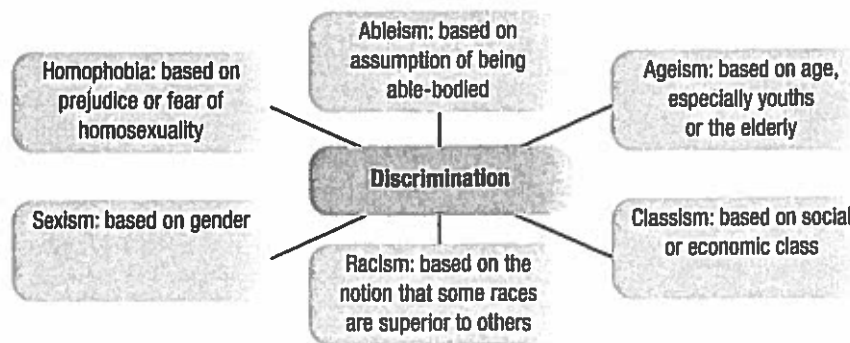 Homophobia: based on
prejudice or fear of
homosexuality
Ableism: based on
assumption of being
able-bodied
Ageism: based on age,
especially youths
or the elderly
Discrimination
Sexism: based on gender
Racism: based on the
notion that some races
are superior to others
Classism: based on social
or economic class